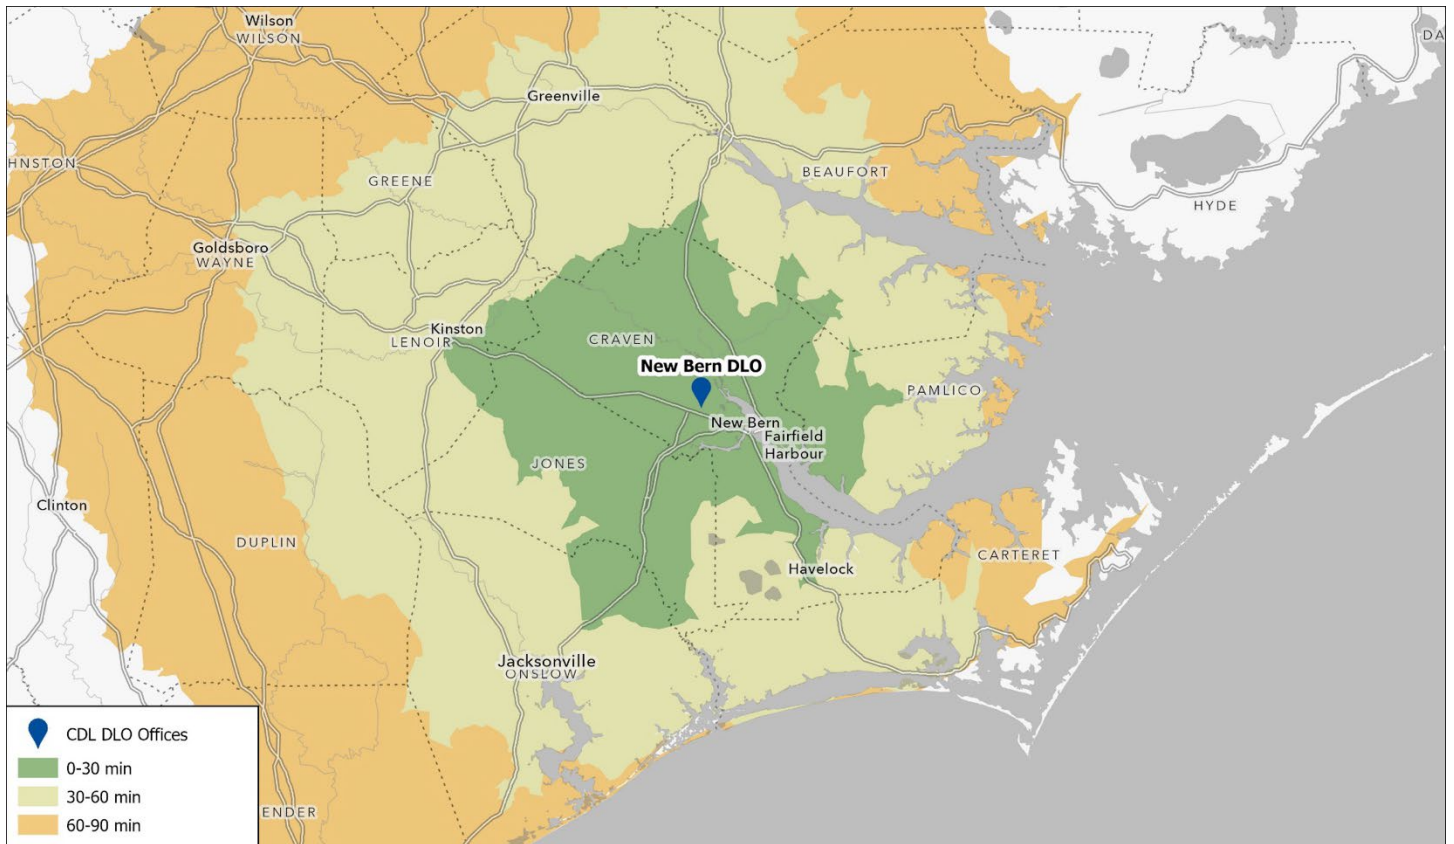 Wilson
WILSON
DA
Greenville
HNSTON
BEAUFORT
GREENE
HYDE
Goldsboro
WAYNE
Kinston
LENOIR
CRAVEN
New Bern DLO
PAMLICO
New Bern
Fairfield
Harbour
JONES
Clinton
DUPLIN
CARTERET
Havelock
Jacksonville
ONSLOW
CDL DLO Offices
0-30 min
30-60 min
60-90 min
ENDER